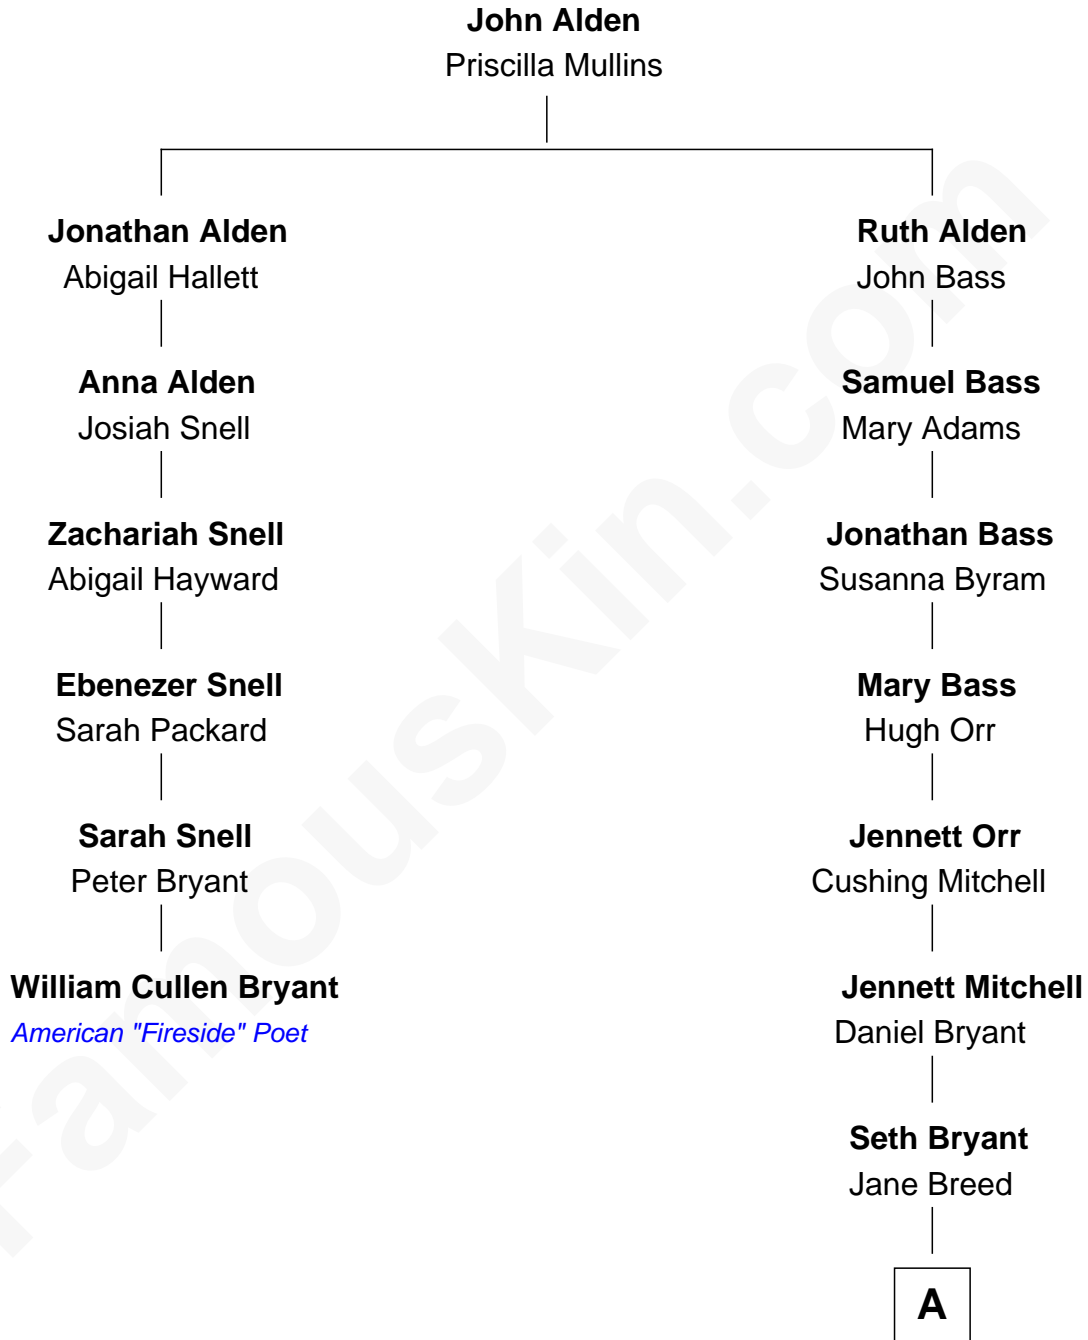 John Alden
Priscilla Mullins
Jonathan Alden
Abigail Hallett
Ruth Alden
John Bass
Anna Alden
Josiah Snell
Samuel Bass
Mary Adams
Zachariah Snell
Abigail Hayward
Jonathan Bass
Susanna Byram
Ebenezer Snell
Sarah Packard
Mary Bass
Hugh Orr
Sarah Snell
Peter Bryant
Jennett Orr
Cushing Mitchell
William Cullen Bryant
American "Fireside" Poet
Jennett Mitchell
Daniel Bryant
Seth Bryant
Jane Breed
A
FamousKin.com